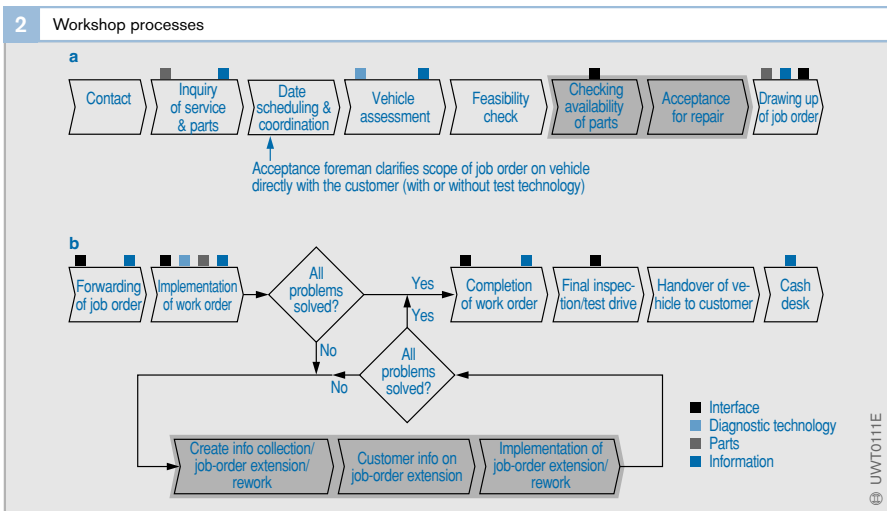 2
Workshop processes
a
Contact
Inquiry
of service
& parts
Date
scheduling &
coordination
Vehicle
assessment
Feasibility
check
Checking
availability
of parts
Acceptance
for repair
Drawing up
of job order
Acceptance foreman clarifies scope of job order on vehicle
directly with the customer (with or without test technology)
b
Forwarding
of job order
Implementation
of work order
All
problems
solved?
Yes
Completion
of work order
Final inspec-
tion/test drive
Handover of ve-
hicle to customer
Cash
desk
Yes
No
All
problems
solved?
No
Create info collection/
job-order extension/
rework
Customer info on
job-order extension
Implementation of
job-order extension/
rework
Interface
Diagnostic technology
Parts
Information
UWT0111E